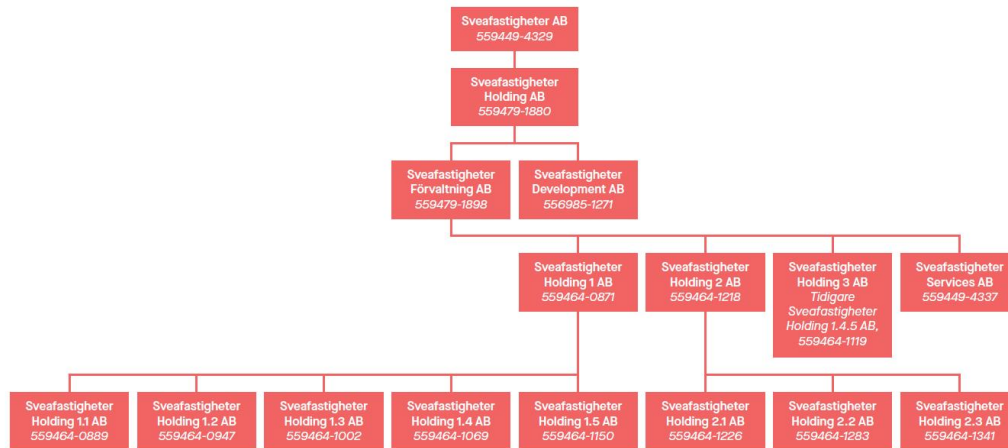 Sveafastigheter AB
559449-4329
Sveafastigheter
Holding AB
559479-1880
Sveafastigheter
Förvaltning AB
559479-1898
Sveafastigheter
Development AB
556985-1271
Sveafastigheter
Holding 1 AB
559464-0871
Sveafastigheter
Holding 2 AB
559464-1218
Sveafastigheter
Holding 3 AB
Tidigare
Sveafastigheter
Holding 1.4.5 AB,
559464-1119
Sveafastigheter
Services AB
559449-4337
Sveafastigheter
Holding 1.1 AB
559464-0889
Sveafastigheter
Holding 1.2 AB
559464-0947
Sveafastigheter
Holding 1.3 AB
559464-1002
Sveafastigheter
Holding 1.4 AB
559464-1069
Sveafastigheter
Holding 1.5 AB
559464-1150
Sveafastigheter
Holding 2.1 AB
559464-1226
Sveafastigheter
Holding 2.2 AB
559464-1283
Sveafastigheter
Holding 2.3 AB
559464-1341